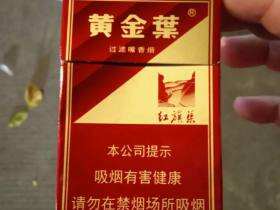 黄金葉®
过滤嘴香烟
红旗渠
本公司提示
吸烟有害健康
请勿在禁烟场所吸烟